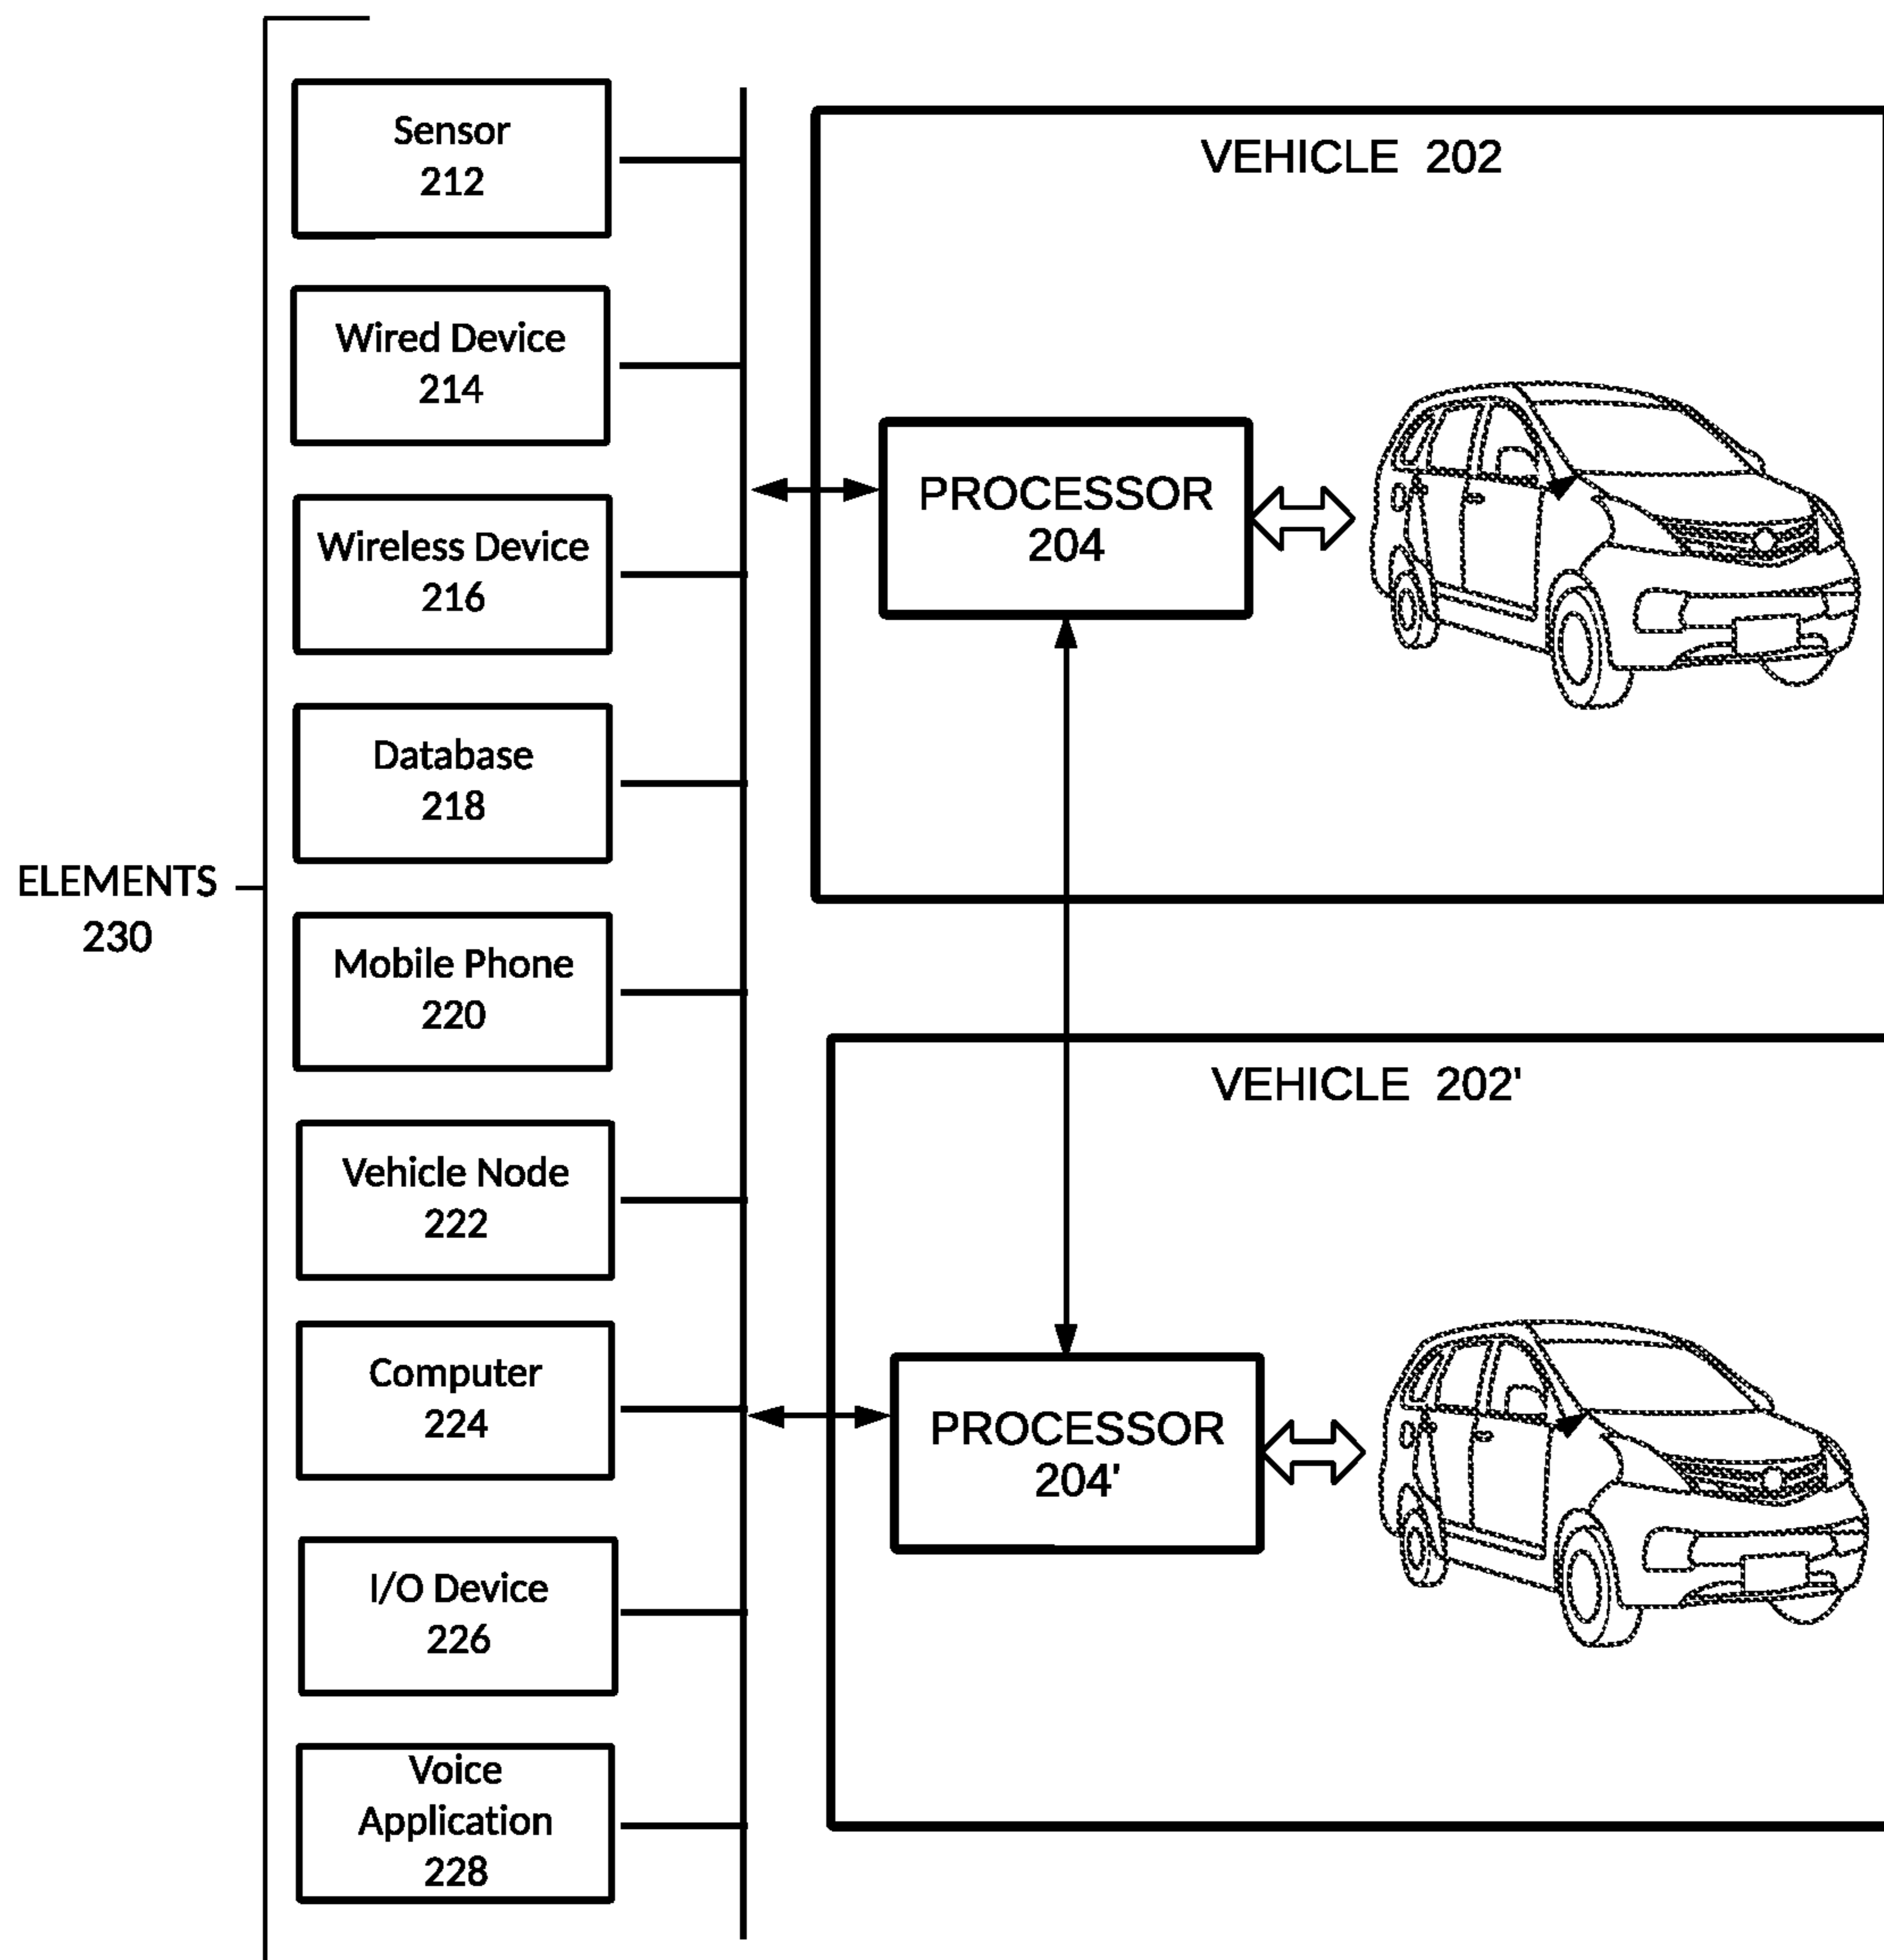 Sensor
212
Wired Device
214
Wireless Device
216
Database
218
ELEMENTS
230
Mobile Phone
220
Vehicle Node
222
Computer
224
I/O Device
226
Voice
Application
228
VEHICLE 202
PROCESSOR
204
VEHICLE 202'
PROCESSOR
204'